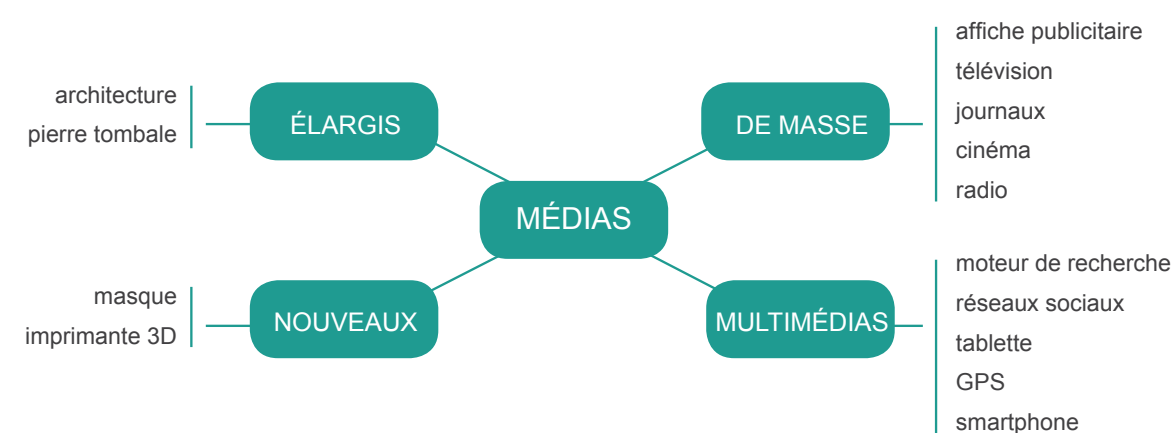 architecture
pierre tombale
ÉLARGIS
DE MASSE
affiche publicitaire
télévision
journaux
cinéma
radio
MÉDIAS
masque
imprimante 3D
NOUVEAUX
MULTIMÉDIAS
moteur de recherche
réseaux sociaux
tablette
GPS
smartphone